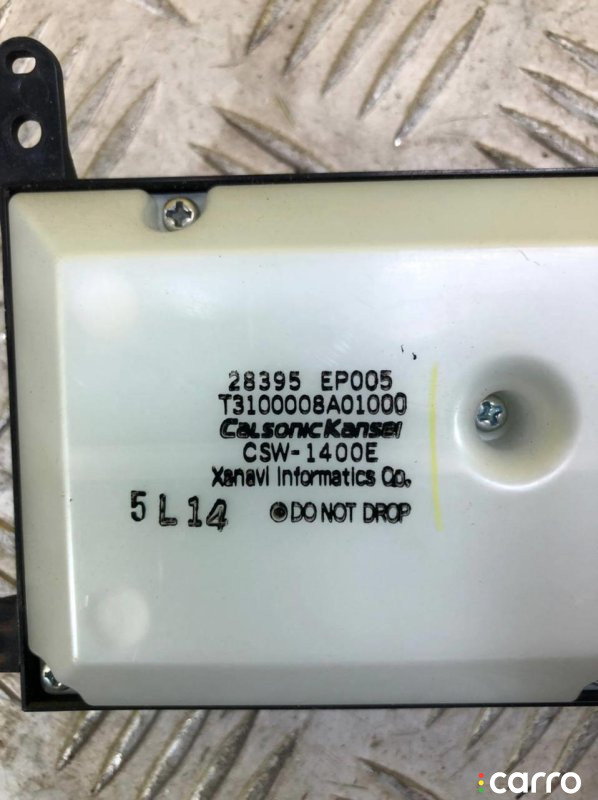 28395 EP005
T3100008A01000
CalsonicKansei
CSW-1400E
Xanavi Informatics Co.
5L14 DO NOT DROP
carro